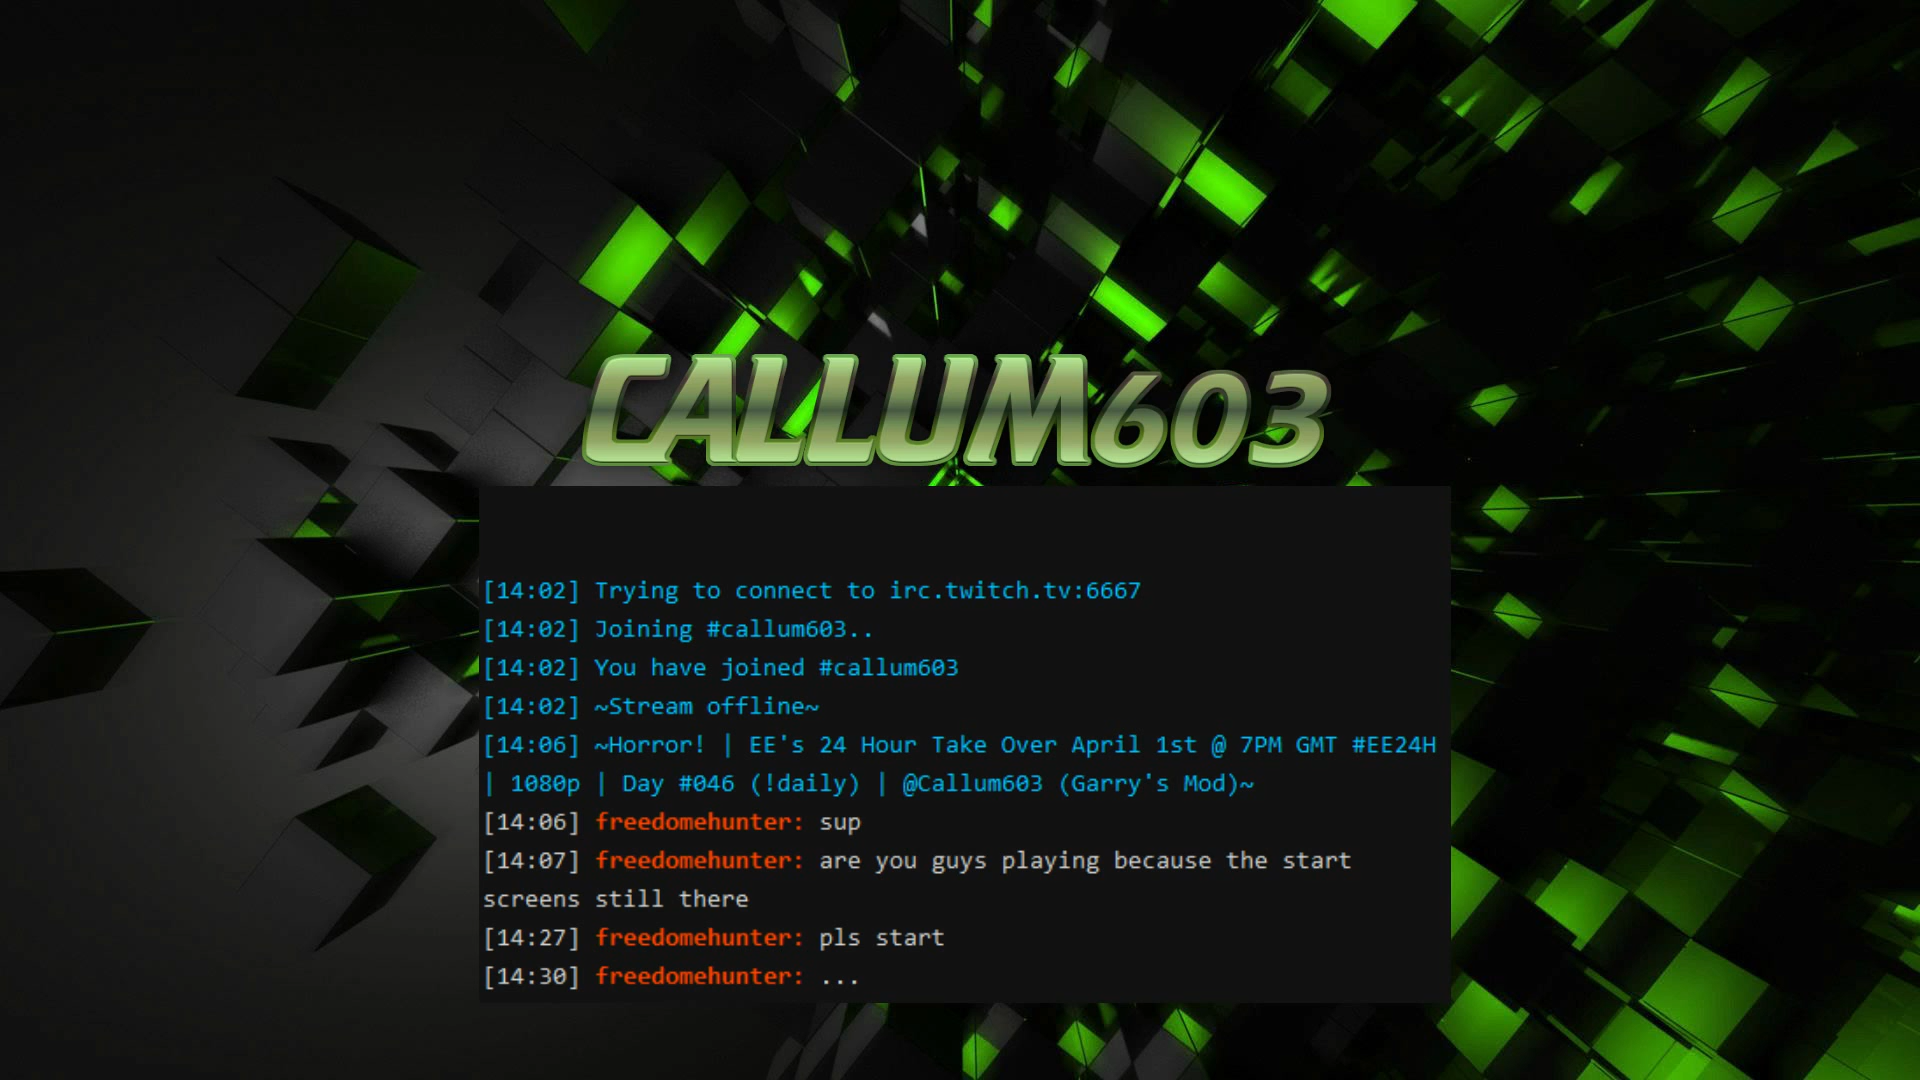 CALLUM603
[14:02] Trying to connect to irc.twitch.tv:6667
[14:02] Joining #callum603..
[14:02] You have joined #callum603
[14:02] ~Stream offline~
[14:06] ~Horror! | EE's 24 Hour Take Over April 1st @ 7PM GMT #EE24H
| 1080p | Day #046 (!daily) | @Callum603 (Garry's Mod)~
[14:06] freedomehunter: sup
[14:07] freedomehunter: are you guys playing because the start
screens still there
[14:27] freedomehunter: pls start
[14:30] freedomehunter: ...